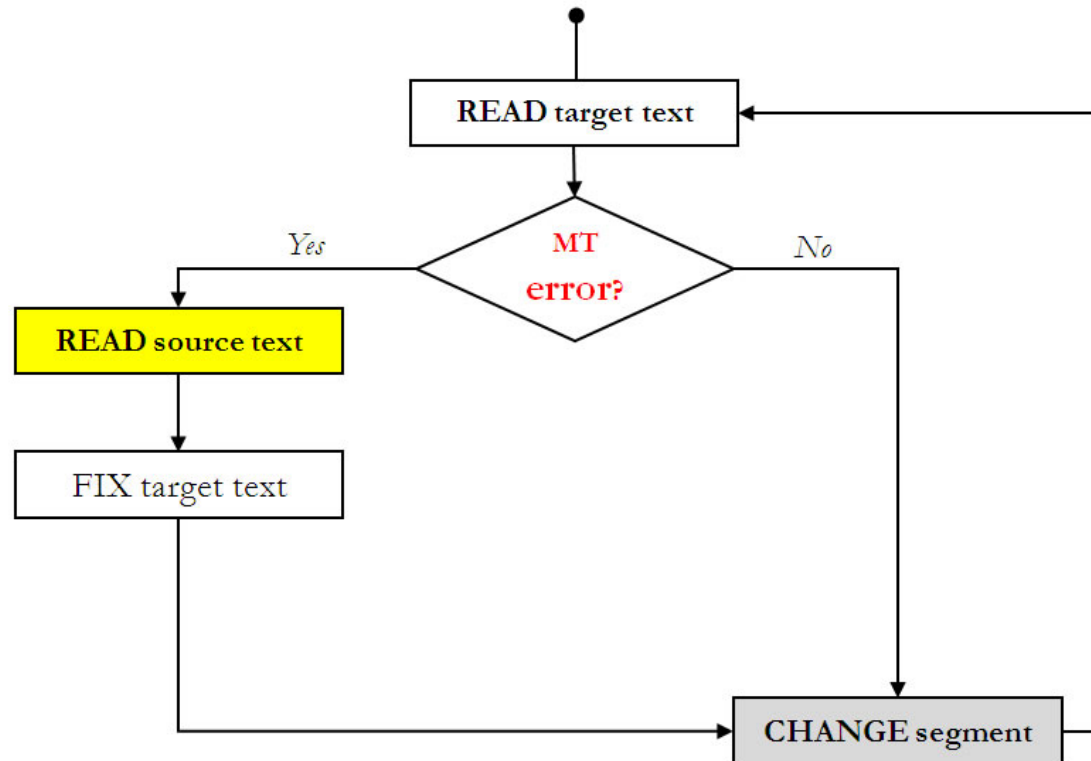 READ target text
Yes
MT
No
error?
READ source text
FIX target text
CHANGE segment